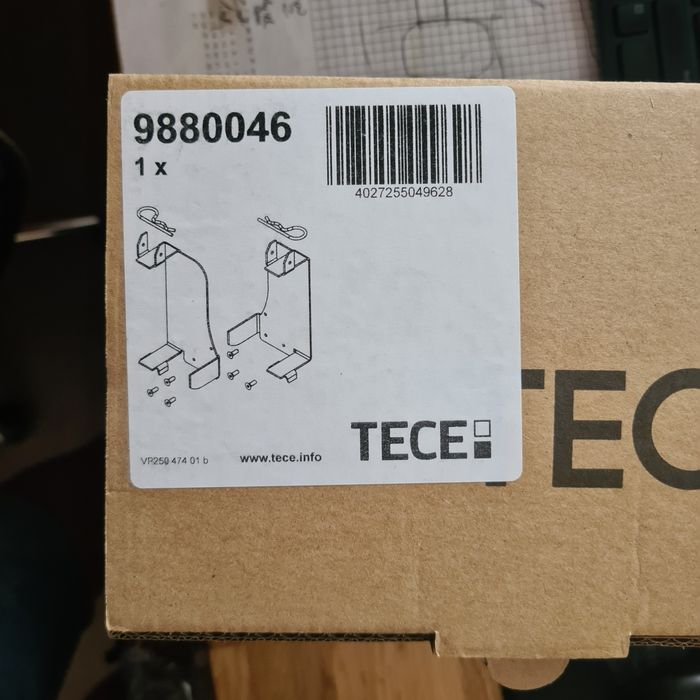 9880046
1 x
4027255049628
VP250 474 01 b
www.tece.info
TECE
TEC